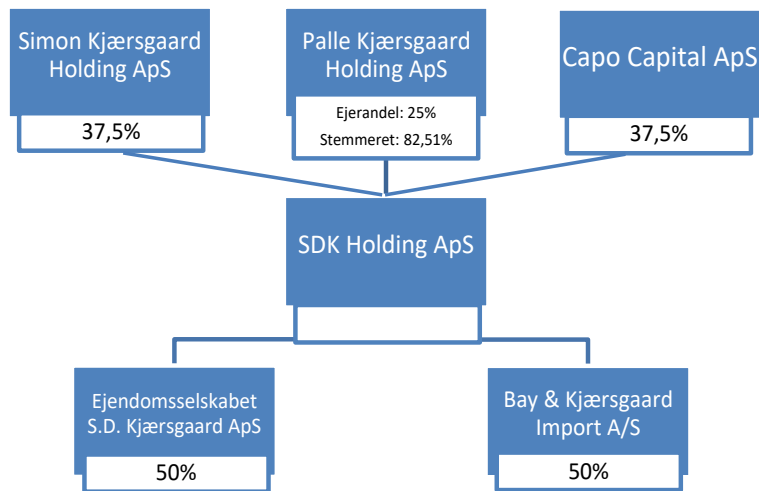 Simon Kjærsgaard
Holding ApS
37,5%
Palle Kjærsgaard
Holding ApS
Ejerandel: 25%
Stemmeret: 82,51%
Capo Capital ApS
37,5%
SDK Holding ApS
Ejendomsselskabet
S.D. Kjærsgaard ApS
50%
Bay & Kjærsgaard
Import A/S
50%